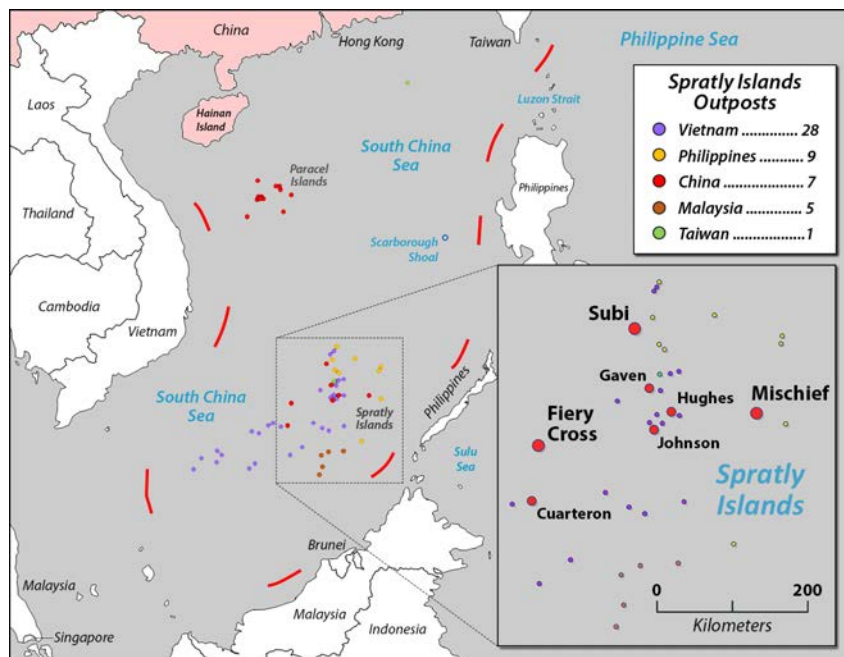 China
Hong Kong
Taiwan
Philippine Sea
Laos
Hainan
Island
Luzon Strait
Spratly Islands
Outposts
Vietnam ............. 28
Philippines ........... 9
China ..................... 7
Malaysia ............... 5
Taiwan ..................1
South China
Sea
Paracel
Islands
Philippines
Thailand
Scarborough
Shoal
Cambodia
Vietnam
South China
Sea
Spratly
Islands
Philippines
Sulu
Sea
Subi
Gaven
Hughes
Mischief
Fiery
Cross
Johnson
Spratly
Islands
Cuarteron
0 200
Kilometers
Brunei
Malaysia
Malaysia
Indonesia
Singapore